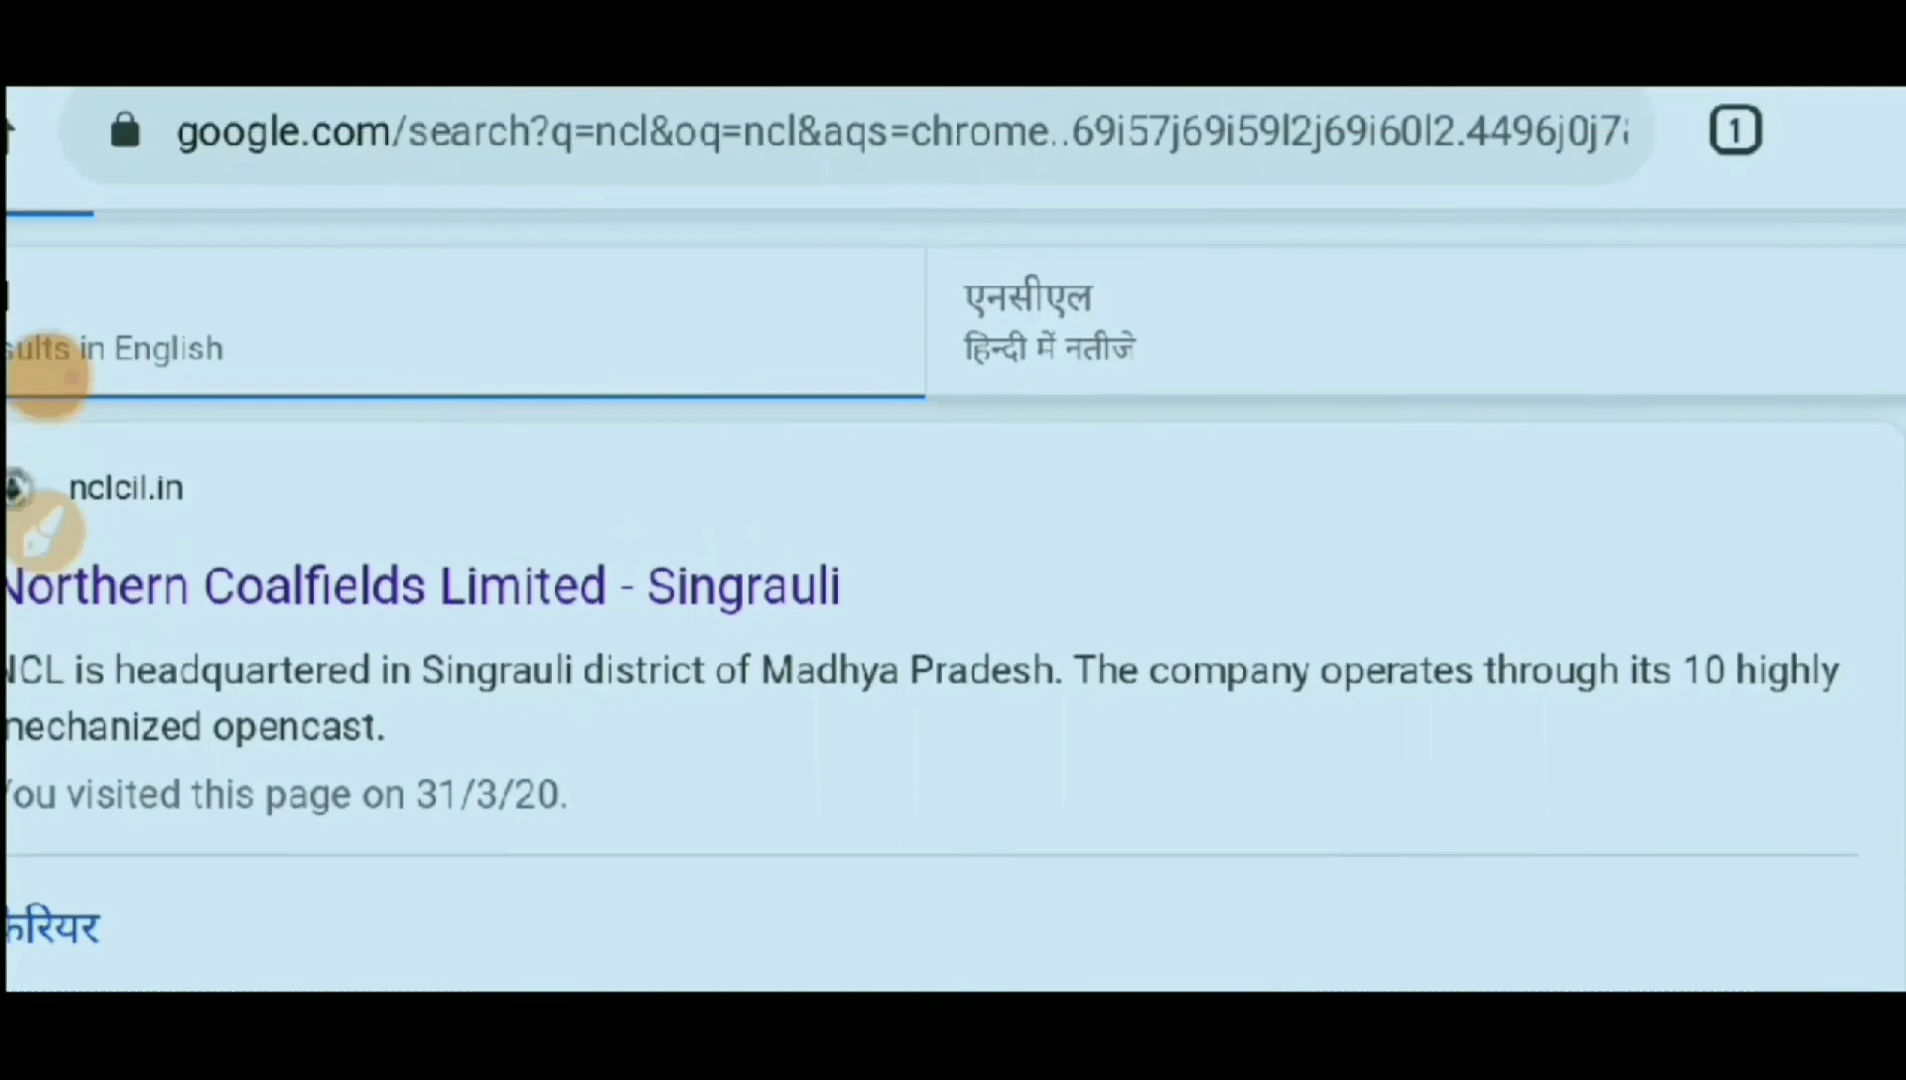 google.com/search?q=ncl&oq=ncl&aqs=chrome..69i57j69i59l2j69i60l2.4496j0j7
1
in English
एनसीएल
हिन्दी में नतीजे
nclcil.in
Northern Coalfields Limited - Singrauli
NCL is headquartered in Singrauli district of Madhya Pradesh. The company operates through its 10 highly
mechanized opencast.
You visited this page on 31/3/20.
करियर